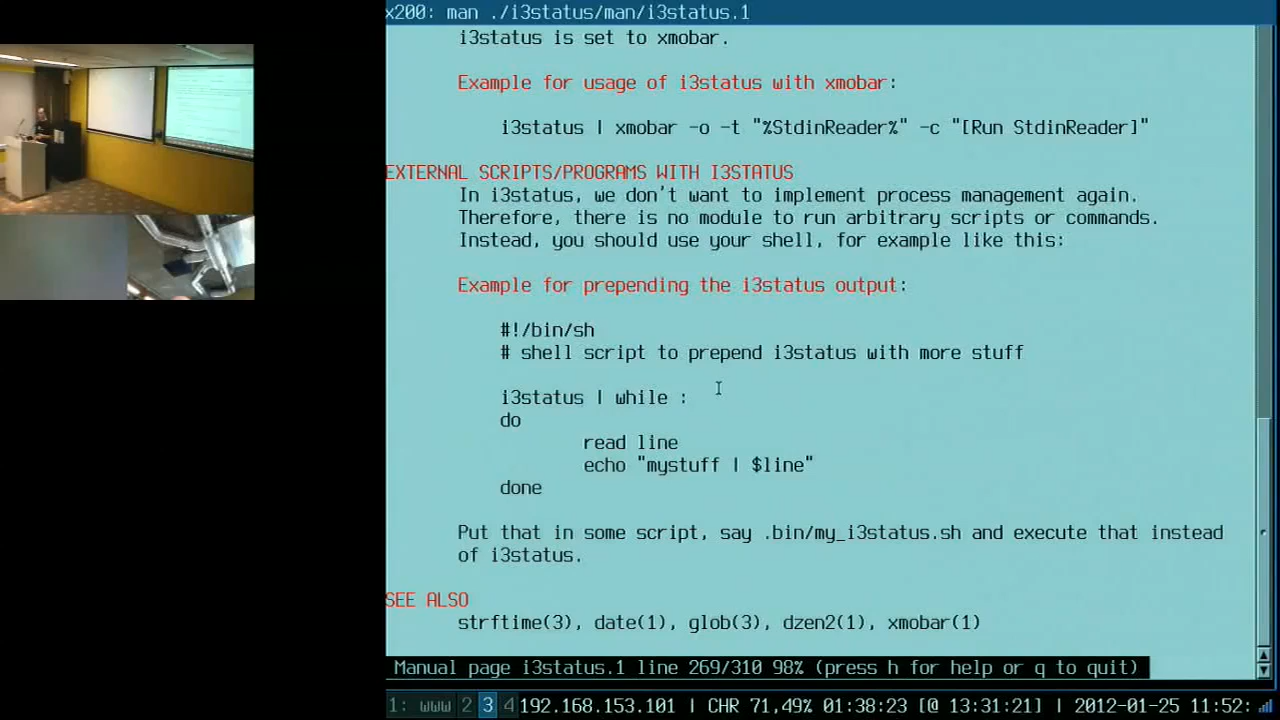 x200: man ./i3status/man/i3status.1
i3status is set to xmobar.
Example for usage of i3status with xmobar:
i3status | xmobar -o -t "%StdinReader%" -c "[Run StdinReader]"
EXTERNAL SCRIPTS/PROGRAMS WITH I3STATUS
In i3status, we don't want to implement process management again.
Therefore, there is no module to run arbitrary scripts or commands.
Instead, you should use your shell, for example like this:
Example for prepending the i3status output:
#!/bin/sh
# shell script to prepend i3status with more stuff
i3status | while :
do
read line
echo "mystuff | $line"
done
Put that in some script, say .bin/my_i3status.sh and execute that instead
of i3status.
SEE ALSO
strftime(3), date(1), glob(3), dzen2(1), xmobar(1)
Manual page i3status.1 line 269/310 98% (press h for help or q to quit)
1: www 2 3 4 192.168.153.101 | CHR 71,49% 01:38:23 [@ 13:31:21] | 2012-01-25 11:52: